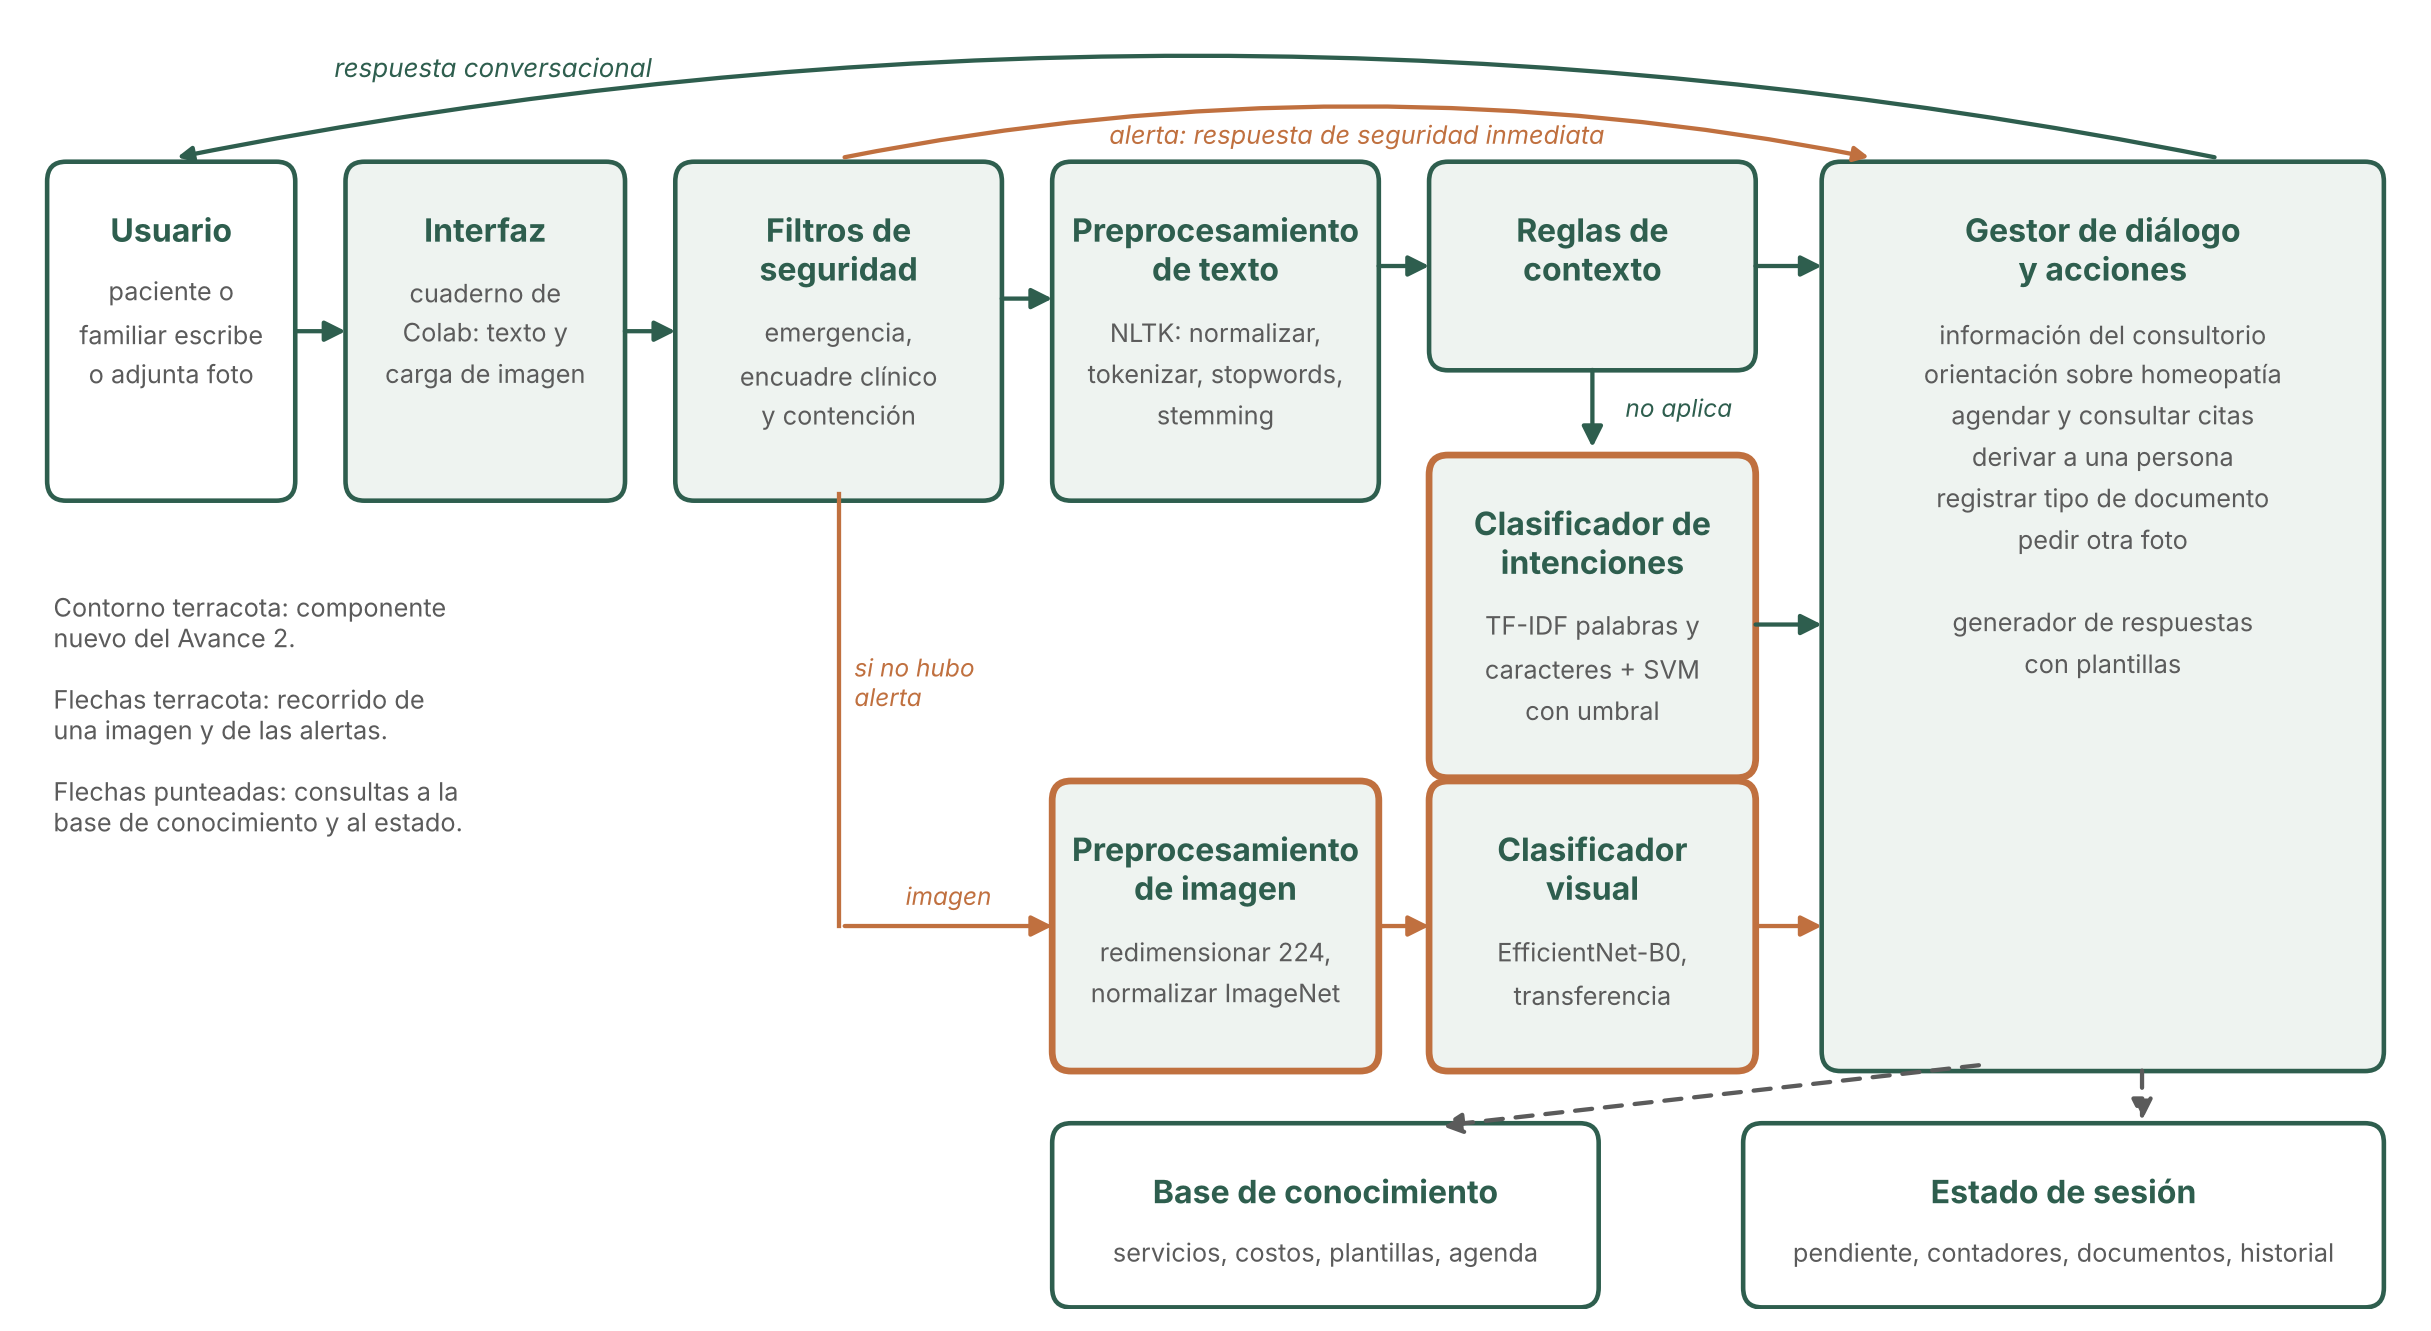 respuesta conversacional
alerta: respuesta de seguridad inmediata
Usuario
paciente o
familiar escribe
o adjunta foto
Interfaz
cuaderno de
Colab: texto y
carga de imagen
Filtros de
seguridad
emergencia,
encuadre clínico
y contención
Preprocesamiento
de texto
NLTK: normalizar,
tokenizar, stopwords,
stemming
Reglas de
contexto
no aplica
Gestor de diálogo
y acciones
información del consultorio
orientación sobre homeopatía
agendar y consultar citas
derivar a una persona
registrar tipo de documento
pedir otra foto
generador de respuestas
con plantillas
Clasificador de
intenciones
TF-IDF palabras y
caracteres + SVM
con umbral
Contorno terracota: componente
nuevo del Avance 2.
Flechas terracota: recorrido de
una imagen y de las alertas.
Flechas punteadas: consultas a la
base de conocimiento y al estado.
si no hubo
alerta
imagen
Preprocesamiento
de imagen
redimensionar 224,
normalizar ImageNet
Clasificador
visual
EfficientNet-B0,
transferencia
Base de conocimiento
servicios, costos, plantillas, agenda
Estado de sesión
pendiente, contadores, documentos, historial